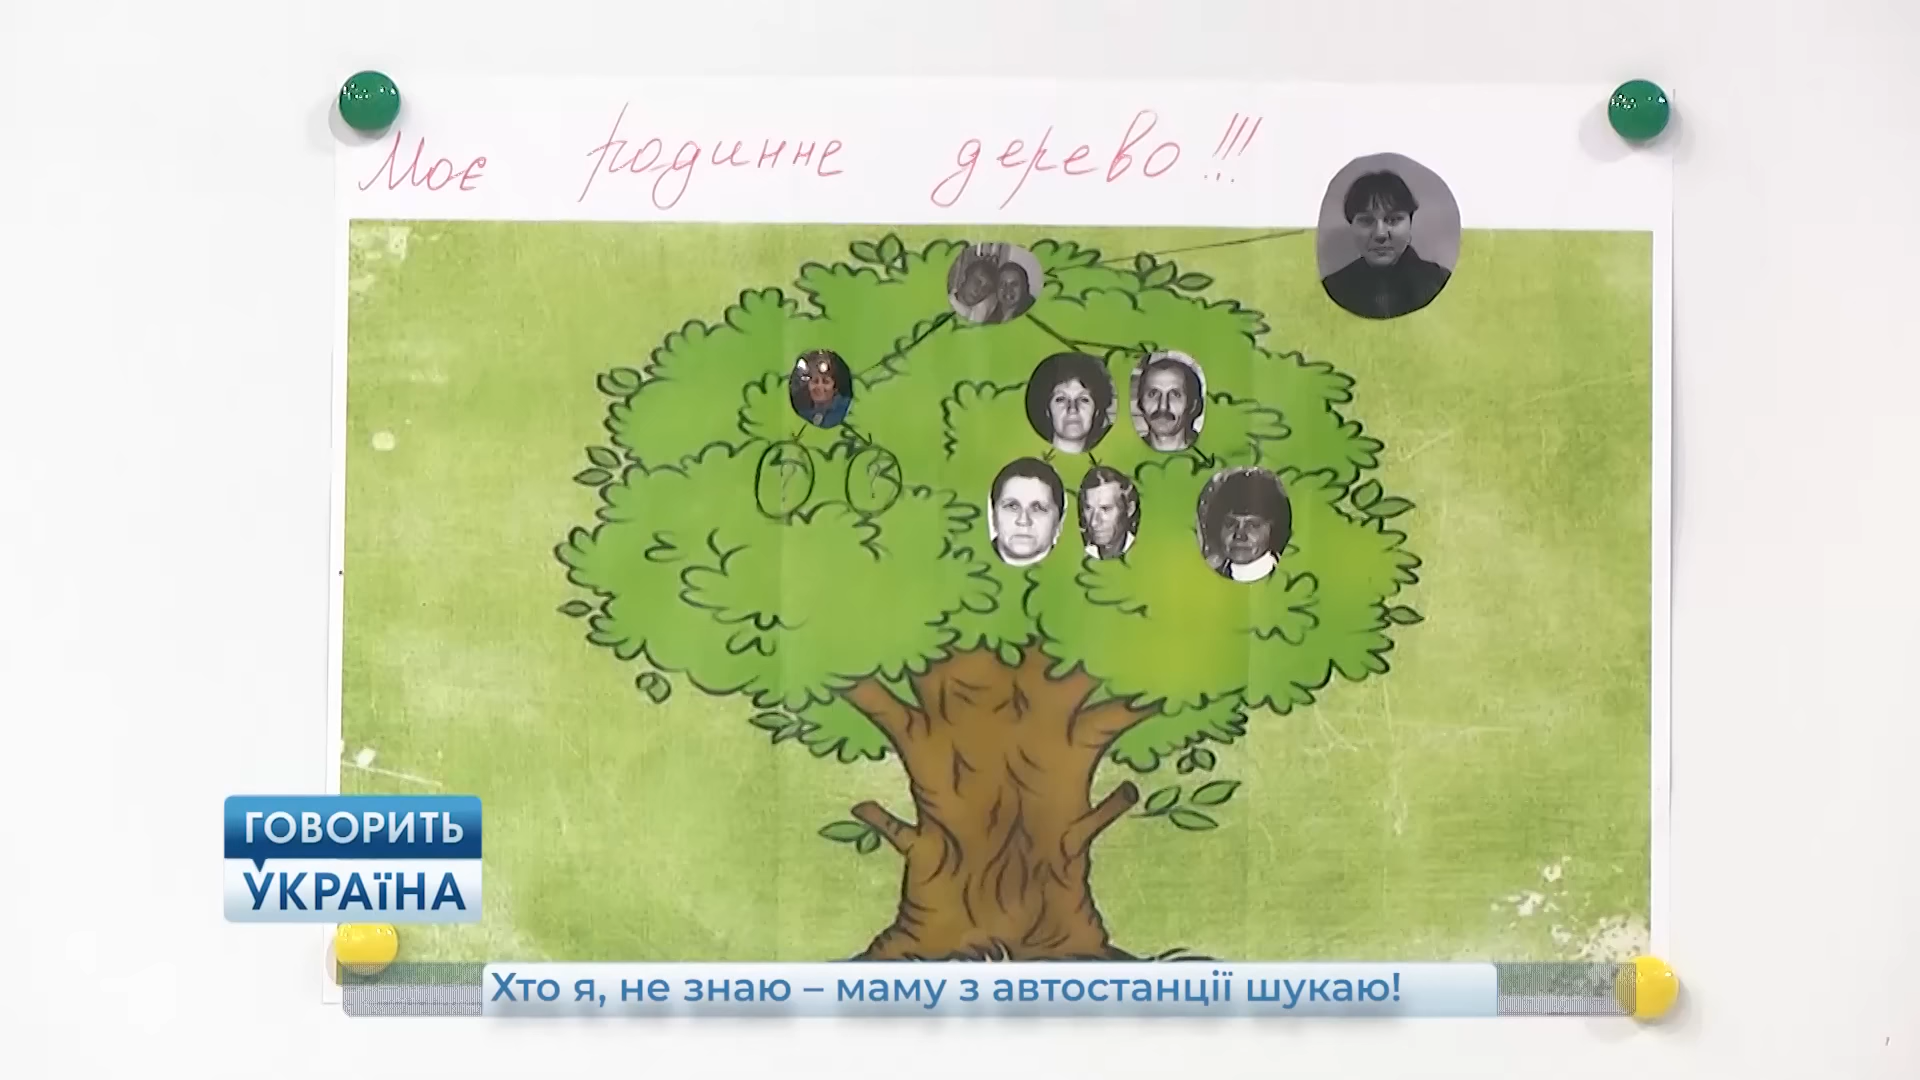 Моє родинне дерево!!!
ГОВОРИТЬ
УКРАЇНА
Хто я, не знаю – маму з автостанції шукаю!